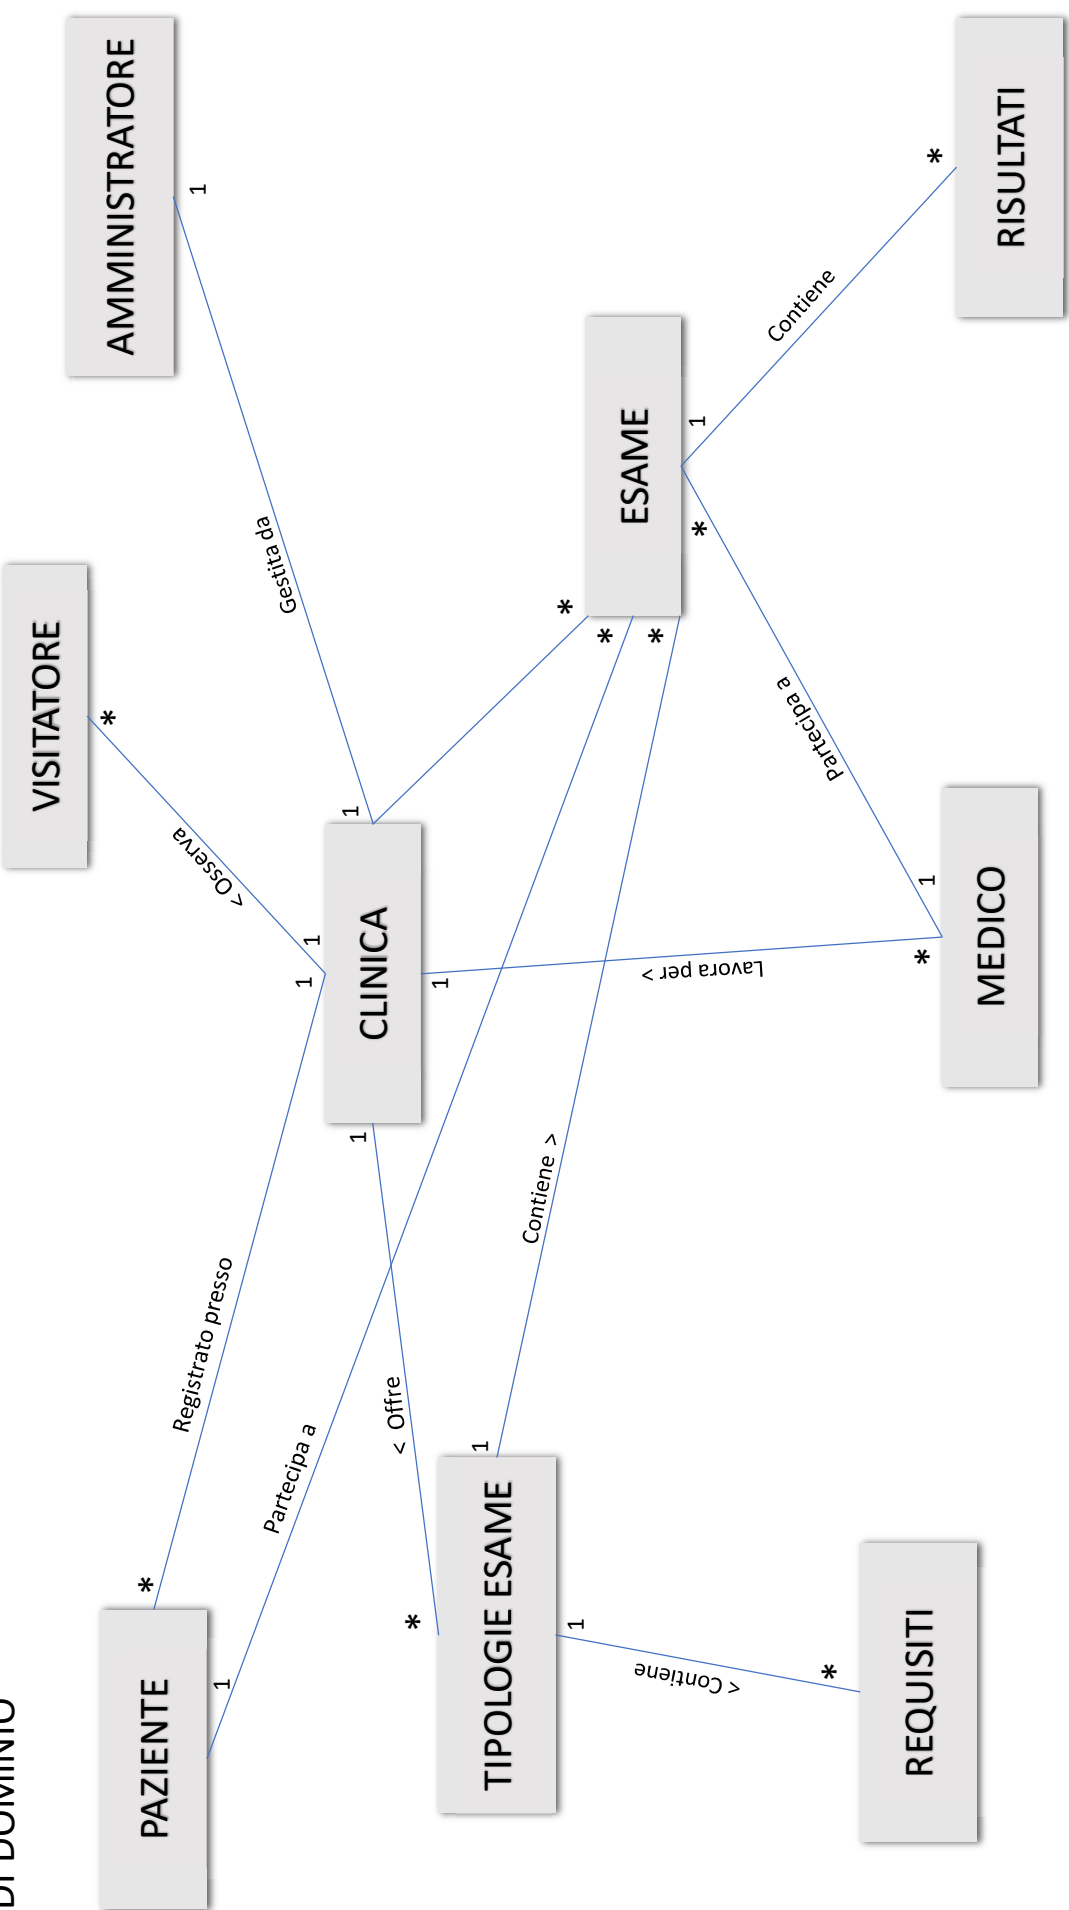 DI DOMINIO
PAZIENTE
VISITATORE
AMMINISTRATORE
*
Registrato presso
1
1
< Osserva
*
Gestita da
1
1
1
Partecipa a
CLINICA
1
*
< Offre
1
1
*
TIPOLOGIE ESAME
1
Contiene >
*
*
ESAME
*
1
1
< Contiene
*
Lavora per >
Partecipa a
Contiene
*
REQUISITI
*
1
MEDICO
RISULTATI